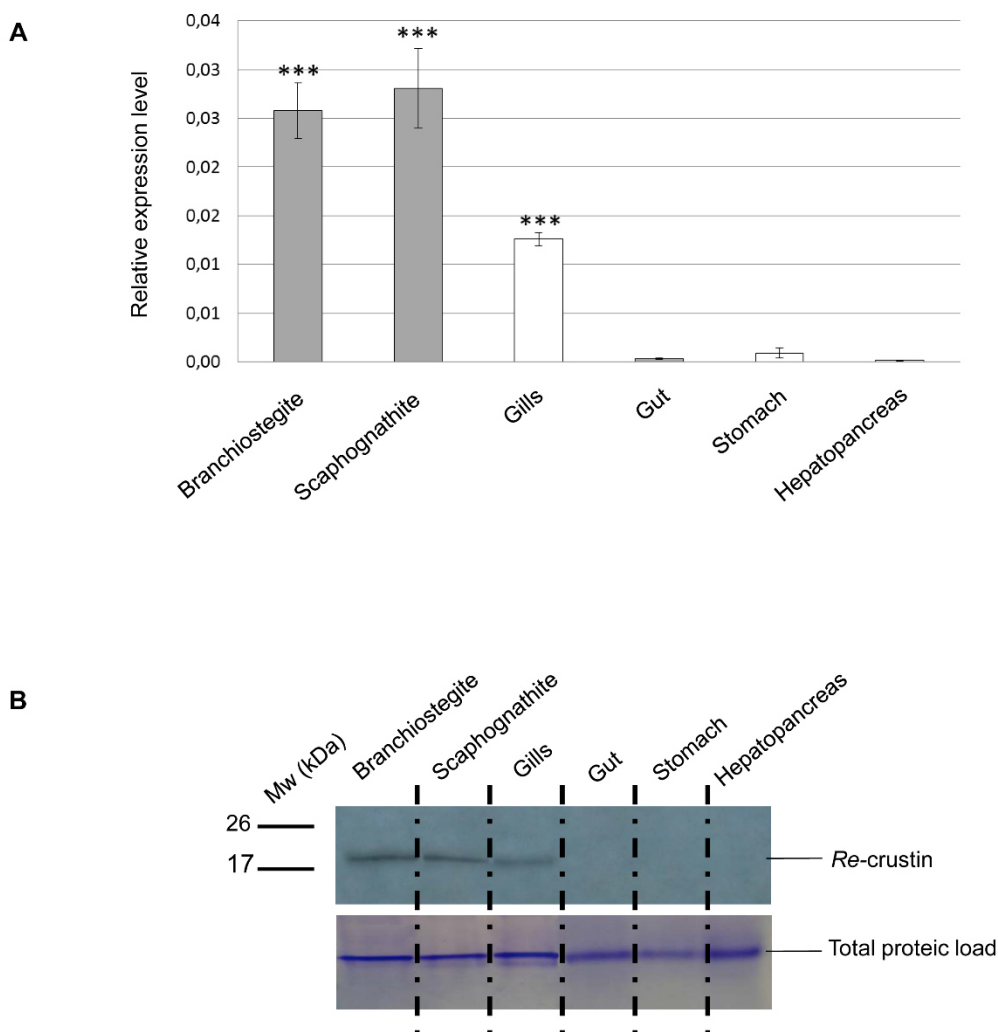 A
Relative expression level
0,04
0,03
0,03
0,02
0,02
0,01
0,01
0,00
***
***
***
Branchiostegite
Scaphognathite
Gills
Gut
Stomach
Hepatopancreas
B
Mw (kDa)
Branchiostegite
Scaphognathite
Gills
Gut
Stomach
Hepatopancreas
26
17
Re-crustin
Total proteic load